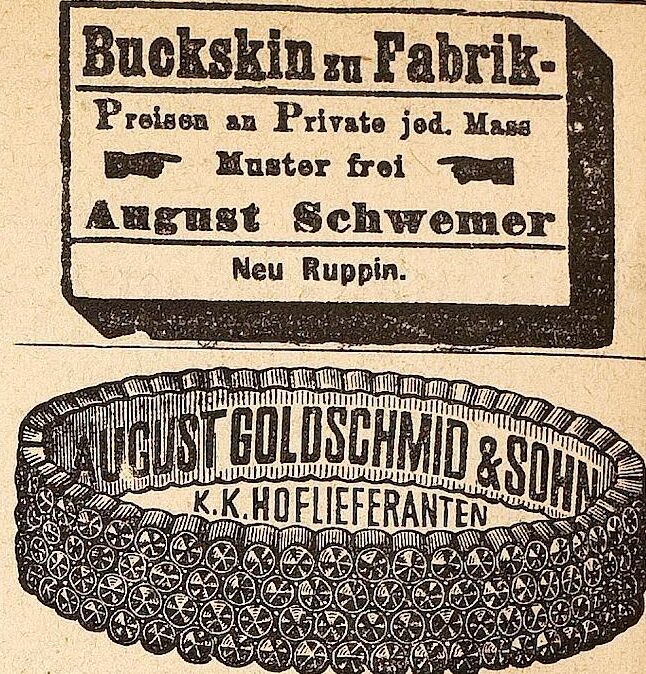 Buckskin zu Fabrik-
Preisen an Private jed. Mass
Muster frei
August Schwemer
Neu Ruppin.
AUGUST GOLDSCHMID & SOHN
K.K. HOFLIEFERANTEN